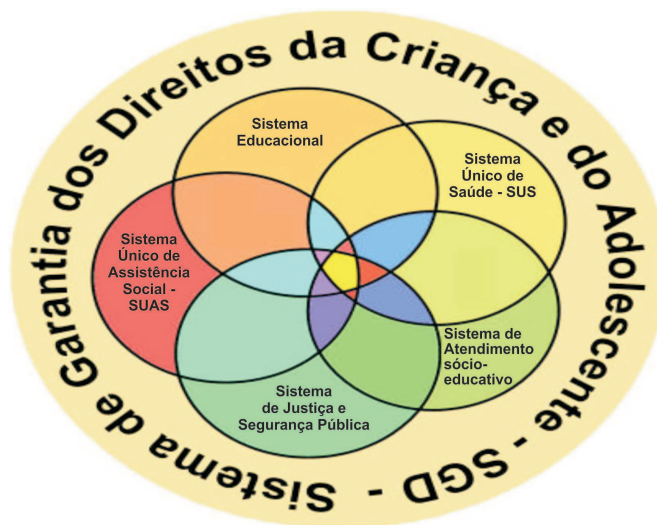 Sistema de Garantia dos Direitos da Criança e do Adolescente - SGD -
Sistema
Educacional
Sistema
Único de
Saúde - SUS
Sistema
Único de
Assistência
Social -
SUAS
Sistema de
Atendimento
sócio-
educativo
Sistema
de Justiça e
Segurança Pública